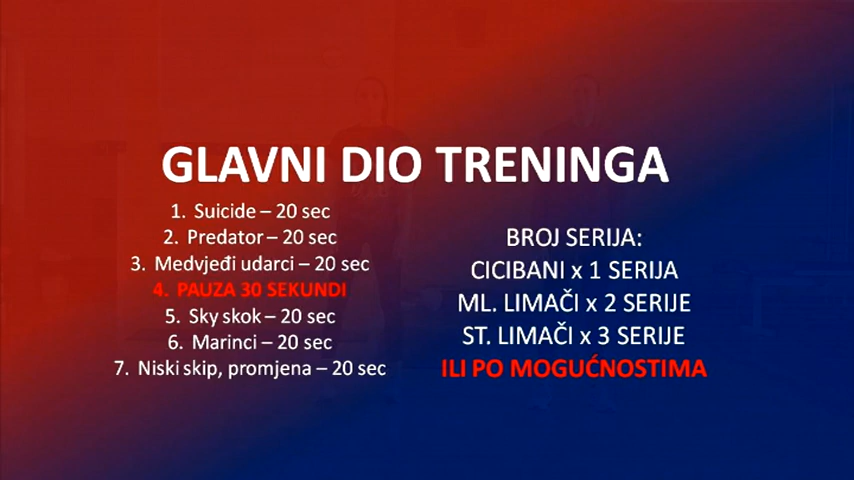 GLAVNI DIO TRENINGA
1. Suicide – 20 sec
2. Predator – 20 sec
3. Medvjeđi udarci – 20 sec
4. PAUZA 30 SEKUNDI
5. Sky skok – 20 sec
6. Marinci – 20 sec
7. Niski skip, promjena – 20 sec
BROJ SERIJA:
CICIBANI x 1 SERIJA
ML. LIMAČI x 2 SERIJE
ST. LIMAČI x 3 SERIJE
ILI PO MOGUĆNOSTIMA